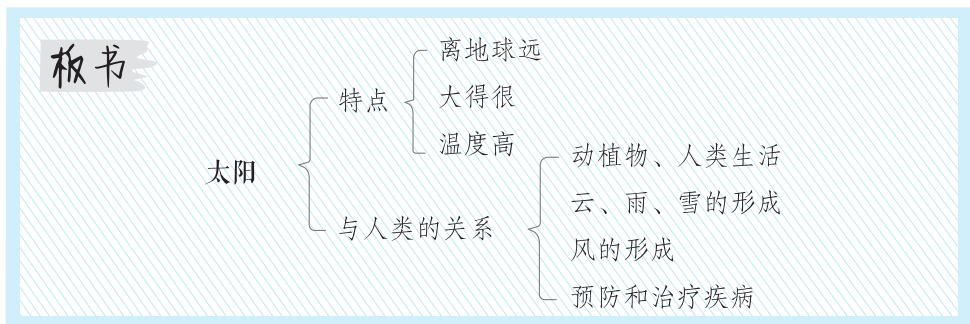 板书
太阳
特点
离地球远
大得很
温度高
与人类的关系
动植物、人类生活
云、雨、雪的形成
风的形成
预防和治疗疾病